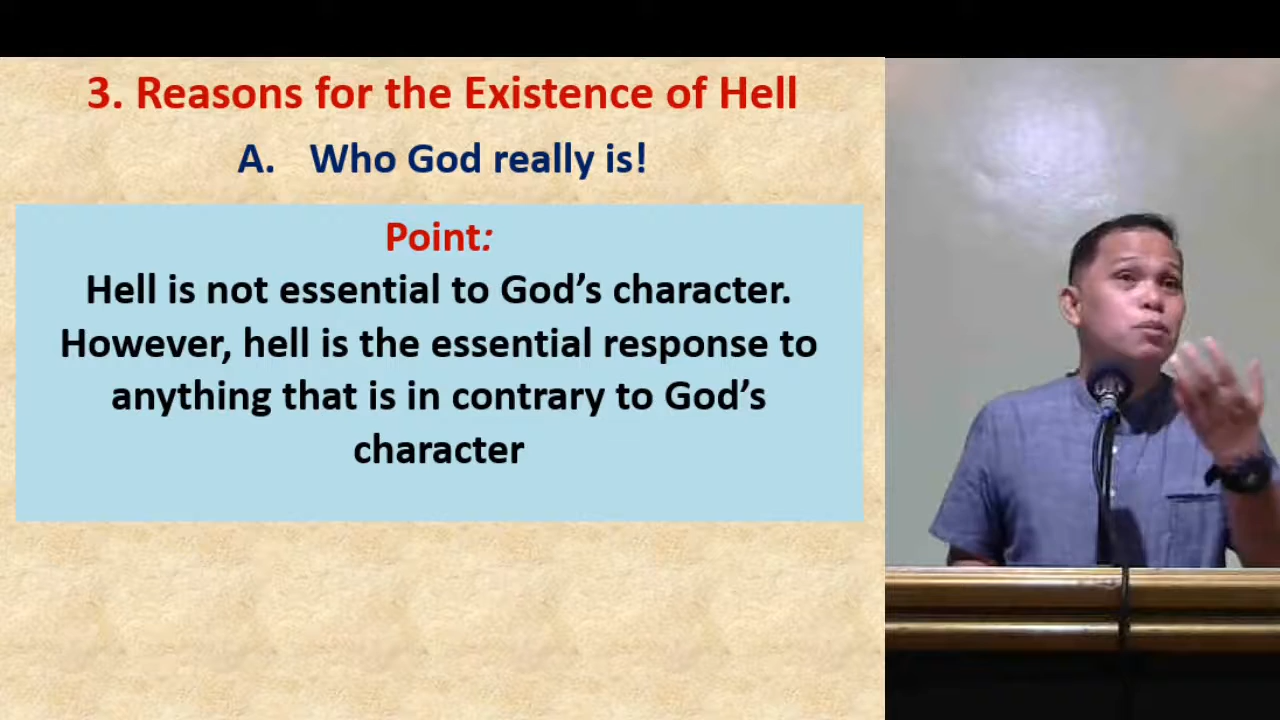 3. Reasons for the Existence of Hell
A. Who God really is!
Point:
Hell is not essential to God’s character.
However, hell is the essential response to
anything that is in contrary to God’s
character